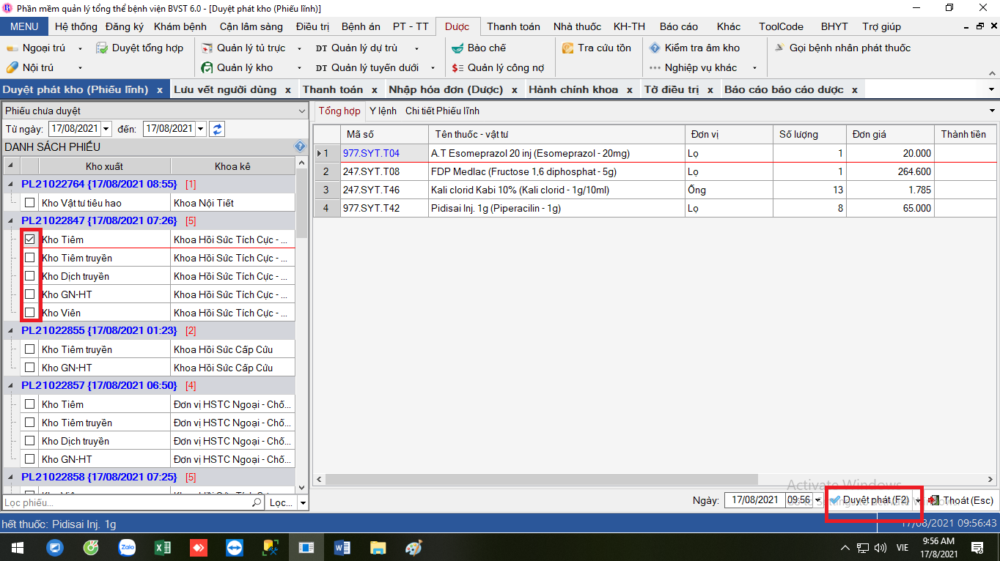 Phần mềm quản lý tổng thể bệnh viện BVST 6.0 - [Duyệt phát kho (Phiếu lĩnh)]
MENU Hệ thống Đăng ký Khám bệnh Cận lâm sàng Điều trị Bệnh án PT - TT Dược Thanh toán Nhà thuốc KH-TH Báo cáo Khác ToolCode BHYT Trợ giúp
Ngoại trú Duyệt tổng hợp Quản lý tủ trực DT Quản lý dự trù Bào chế Tra cứu tồn Kiểm tra âm kho Gọi bệnh nhân phát thuốc
Nội trú Quản lý kho DT Quản lý tuyến dưới Quản lý công nợ Nghiệp vụ khác
Duyệt phát kho (Phiếu lĩnh) x Lưu vết người dùng x Thanh toán x Nhập hóa đơn (Dược) x Hành chính khoa x Tờ điều trị x Báo cáo báo cáo dược x
Phiếu chưa duyệt
Từ ngày: 17/08/2021 đến: 17/08/2021
DANH SÁCH PHIẾU
Kho xuất Khoa kê
PL21022764 {17/08/2021 08:55} [1]
Kho Vật tư tiêu hao Khoa Nội Tiết
PL21022847 {17/08/2021 07:26} [5]
Kho Tiêm Khoa Hồi Sức Tích Cực - ...
Kho Tiêm truyền Khoa Hồi Sức Tích Cực - ...
Kho Dịch truyền Khoa Hồi Sức Tích Cực - ...
Kho GN-HT Khoa Hồi Sức Tích Cực - ...
Kho Viên Khoa Hồi Sức Tích Cực - ...
PL21022855 {17/08/2021 01:23} [2]
Kho Tiêm truyền Khoa Hồi Sức Cấp Cứu
Kho GN-HT Khoa Hồi Sức Cấp Cứu
PL21022857 {17/08/2021 06:50} [4]
Kho Tiêm Đơn vị HSTC Ngoại - Chố...
Kho Tiêm truyền Đơn vị HSTC Ngoại - Chố...
Kho Dịch truyền Đơn vị HSTC Ngoại - Chố...
Kho GN-HT Đơn vị HSTC Ngoại - Chố...
PL21022858 {17/08/2021 07:25} [5]
Lọc phiếu... Lọc...
Tổng hợp Y lệnh Chi tiết Phiếu lĩnh
Mã số Tên thuốc - vật tư Đơn vị Số lượng Đơn giá Thành tiền
1 977.SYT.T04 A.T Esomeprazol 20 inj (Esomeprazol - 20mg) Lọ 1 20.000
2 247.SYT.T08 FDP Medlac (Fructose 1,6 diphosphat - 5g) Lọ 1 264.600
3 247.SYT.T46 Kali clorid Kabi 10% (Kali clorid - 1g/10ml) Ống 13 1.785
4 977.SYT.T42 Pidisai Inj. 1g (Piperacilin - 1g) Lọ 8 65.000
Activate Windows
Ngày: 17/08/2021 09:56 Duyệt phát (F2) Thoát (Esc)
hết thuốc: Pidisai Inj. 1g 17/08/2021 09:56:43
Zalo VIE 9:56 AM
17/8/2021